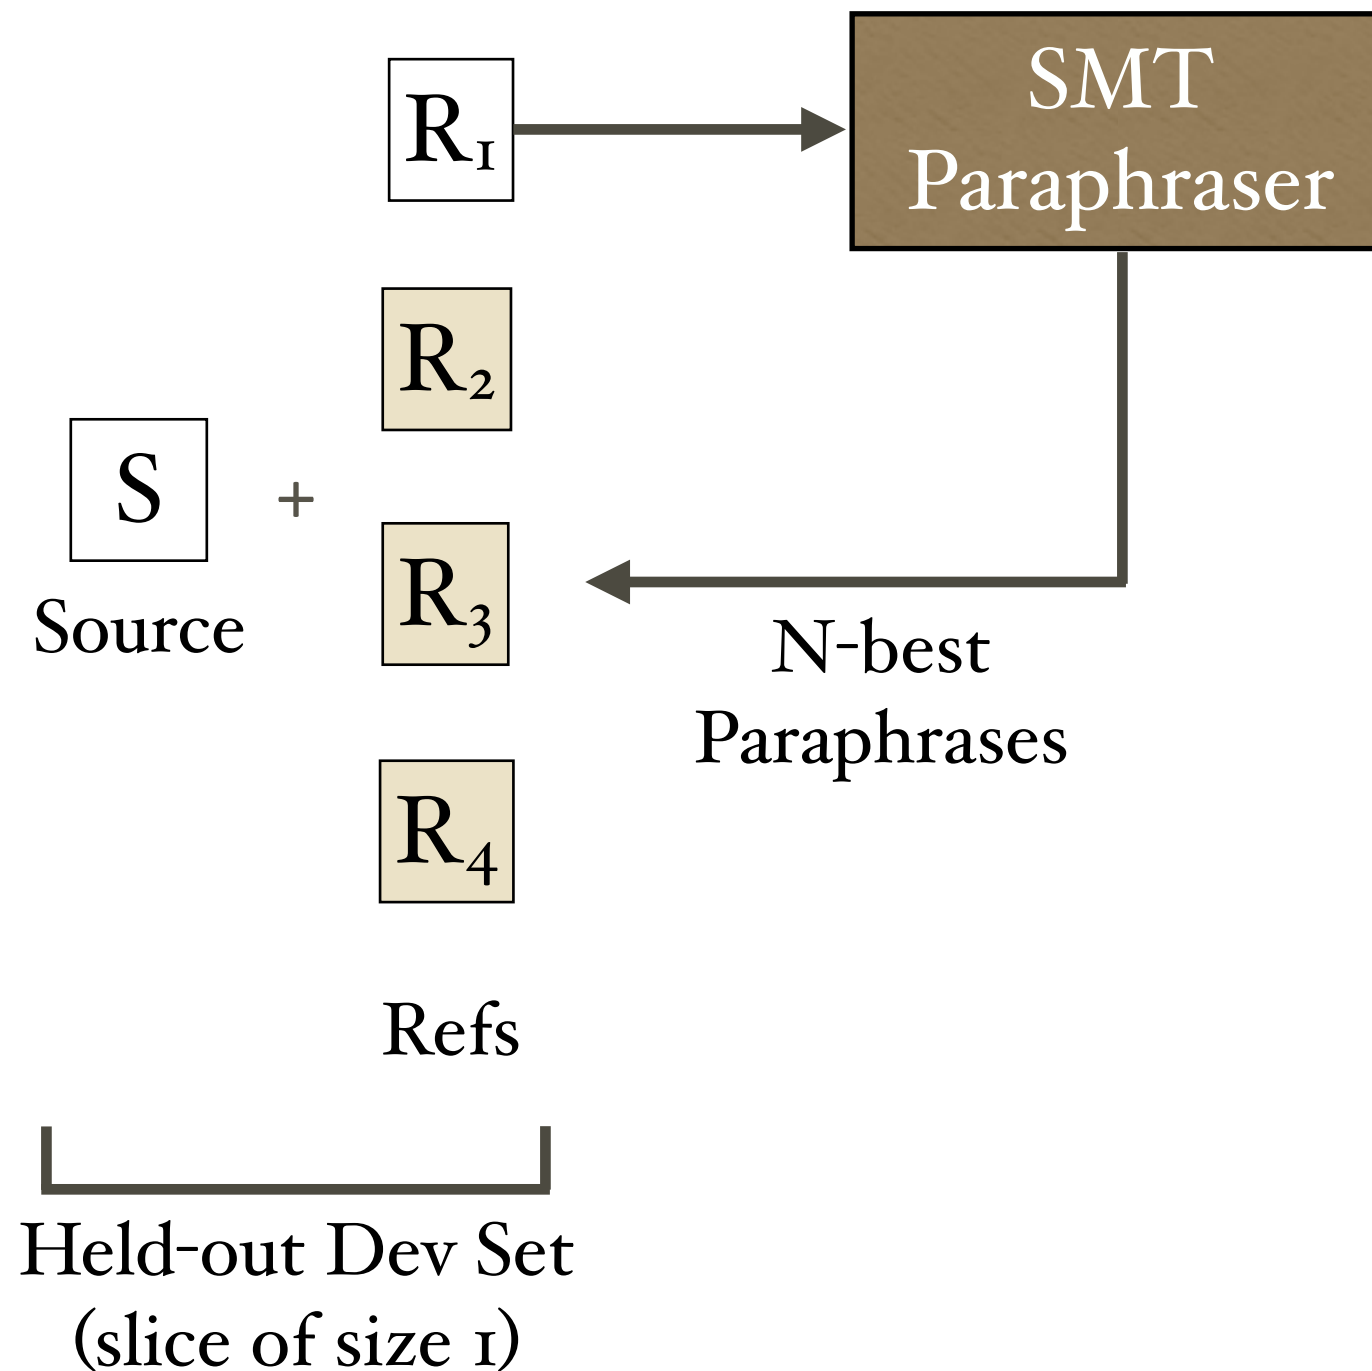 R1
SMT
Paraphraser
R2
S
+
R3
Source
N-best
Paraphrases
R4
Refs
Held-out Dev Set
(slice of size 1)